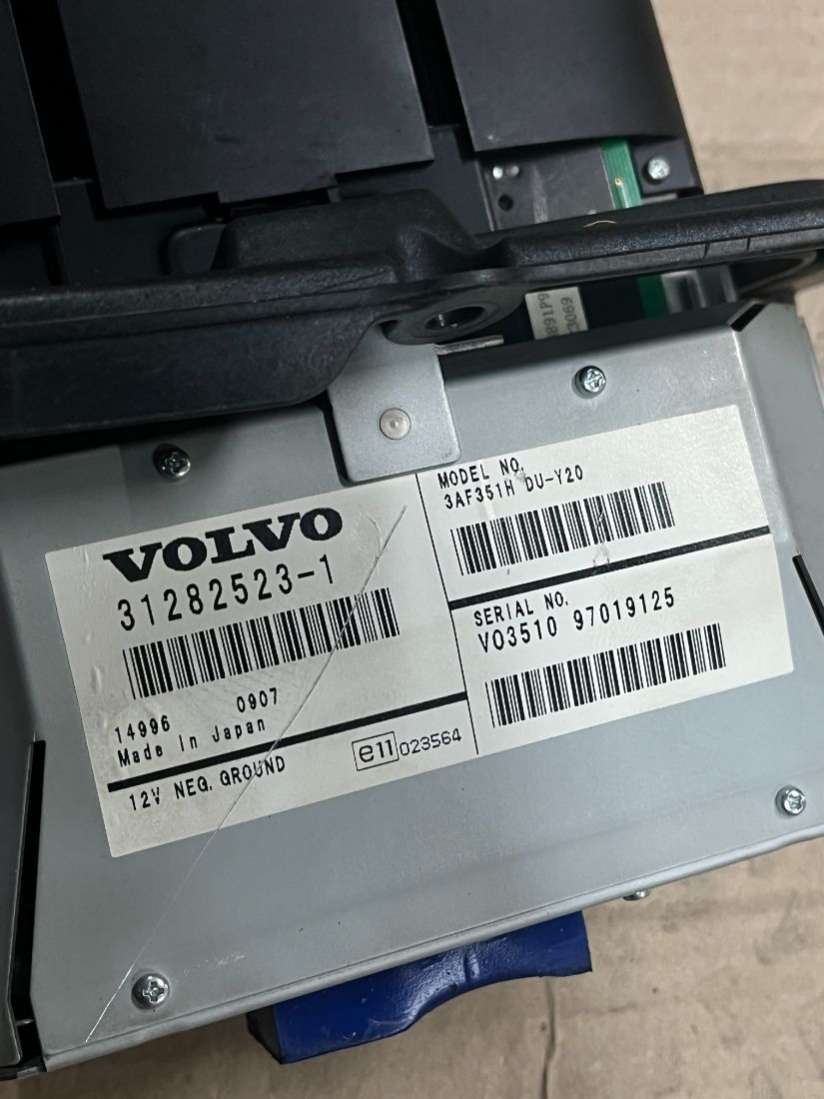 VOLVO
31282523-1
14996 0907
Made in Japan
12V NEG. GROUND
e11 023564
MODEL NO.
3AF351H DU-Y20
SERIAL NO.
VO3510 97019125